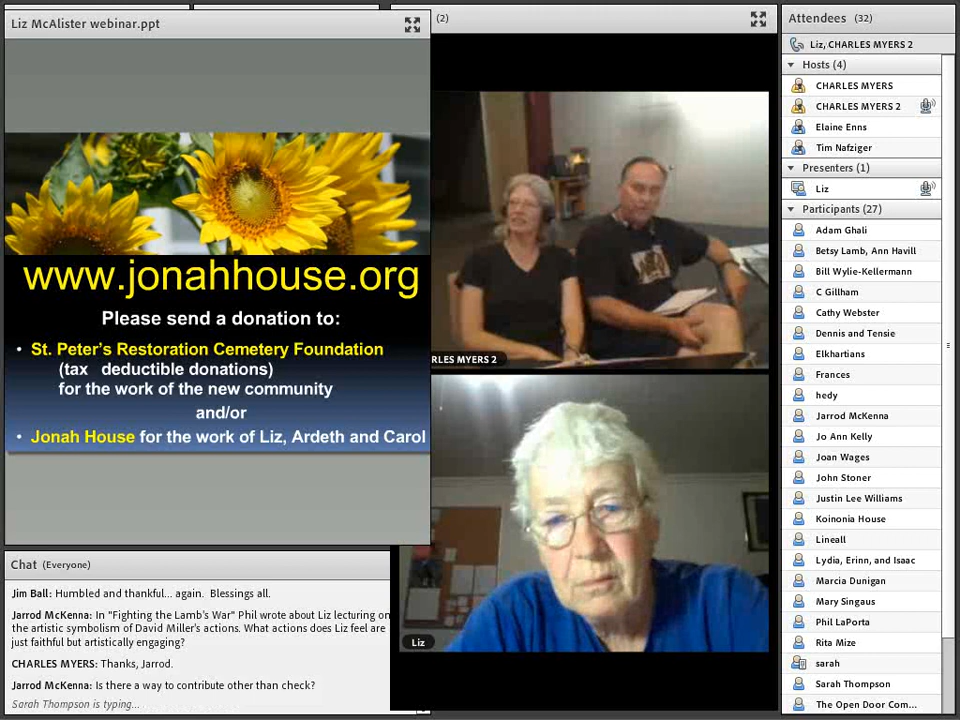 Liz McAlister webinar.ppt
www.jonahhouse.org
Please send a donation to:
• St. Peter's Restoration Cemetery Foundation
(tax deductible donations)
for the work of the new community
and/or
• Jonah House for the work of Liz, Ardeth and Carol
Chat (Everyone)
Jim Ball: Humbled and thankful... again. Blessings all.
Jarrod McKenna: In "Fighting the Lamb's War" Phil wrote about Liz lecturing on
the artistic symbolism of David Miller's actions. What actions does Liz feel are
just faithful but artistically engaging?
CHARLES MYERS: Thanks, Jarrod.
Jarrod McKenna: Is there a way to contribute other than check?
Sarah Thompson is typing...
(2)
RLES MYERS 2
Liz
Attendees (32)
Liz, CHARLES MYERS 2
Hosts (4)
CHARLES MYERS
CHARLES MYERS 2
Elaine Enns
Tim Nafziger
Presenters (1)
Liz
Participants (27)
Adam Ghali
Betsy Lamb, Ann Havill
Bill Wylie-Kellermann
C Gillham
Cathy Webster
Dennis and Tensie
Elkhartians
Frances
hedy
Jarrod McKenna
Jo Ann Kelly
Joan Wages
John Stoner
Justin Lee Williams
Koinonia House
Lineall
Lydia, Erinn, and Isaac
Marcia Dunigan
Mary Singaus
Phil LaPorta
Rita Mize
sarah
Sarah Thompson
The Open Door Com...